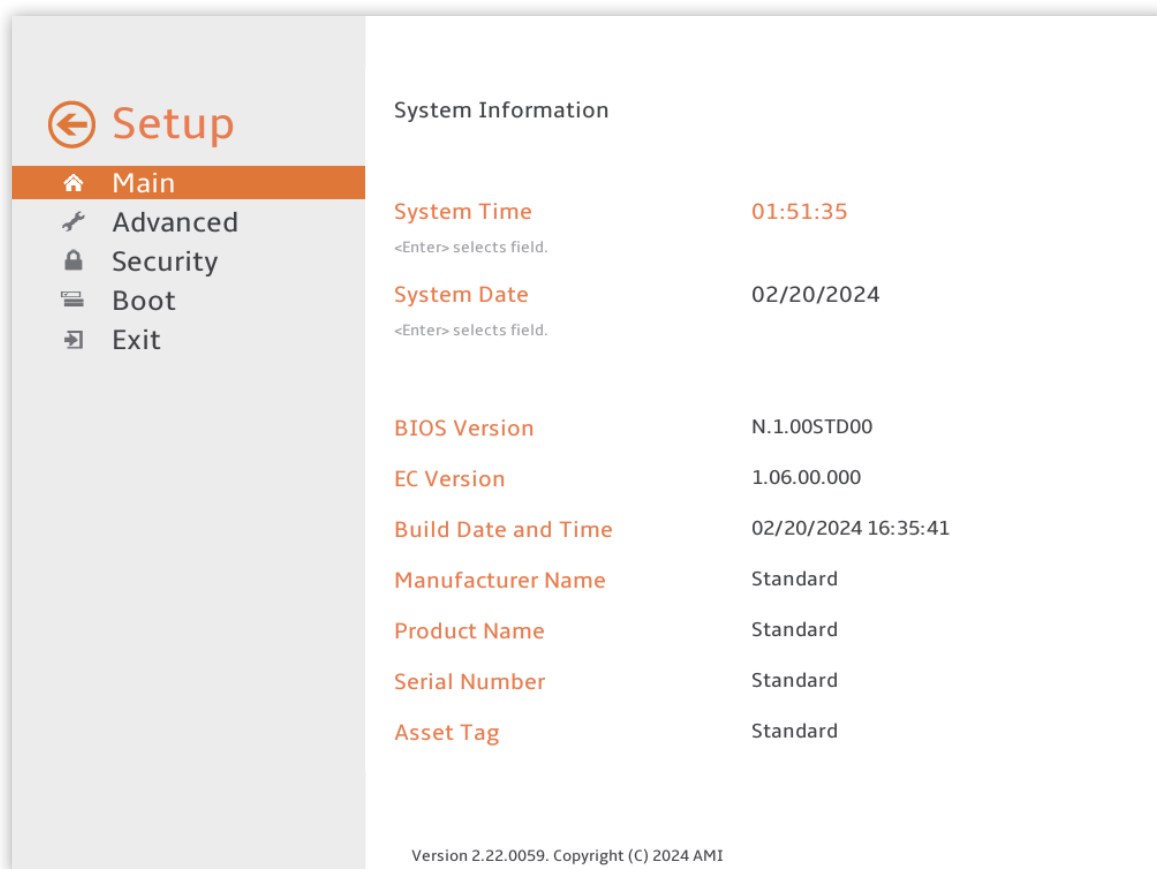 Setup
Main
Advanced
Security
Boot
Exit
System Information
System Time 01:51:35
<Enter> selects field.
System Date 02/20/2024
<Enter> selects field.
BIOS Version N.1.00STD00
EC Version 1.06.00.000
Build Date and Time 02/20/2024 16:35:41
Manufacturer Name Standard
Product Name Standard
Serial Number Standard
Asset Tag Standard
Version 2.22.0059. Copyright (C) 2024 AMI